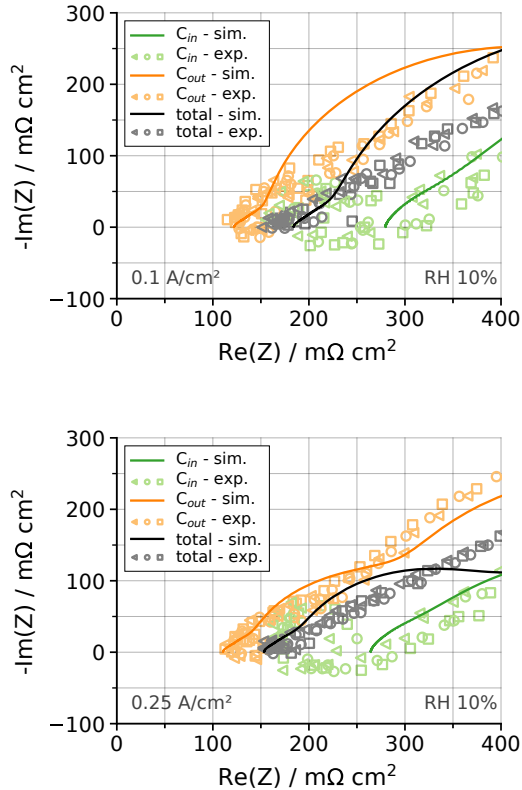 300
200
100
0
−100
-Im(Z) / mΩ cm²
C_in - sim.
C_in - exp.
C_out - sim.
C_out - exp.
total - sim.
total - exp.
0.1 A/cm²
RH 10%
0
100
200
300
400
Re(Z) / mΩ cm²
300
200
100
0
−100
-Im(Z) / mΩ cm²
C_in - sim.
C_in - exp.
C_out - sim.
C_out - exp.
total - sim.
total - exp.
0.25 A/cm²
RH 10%
0
100
200
300
400
Re(Z) / mΩ cm²